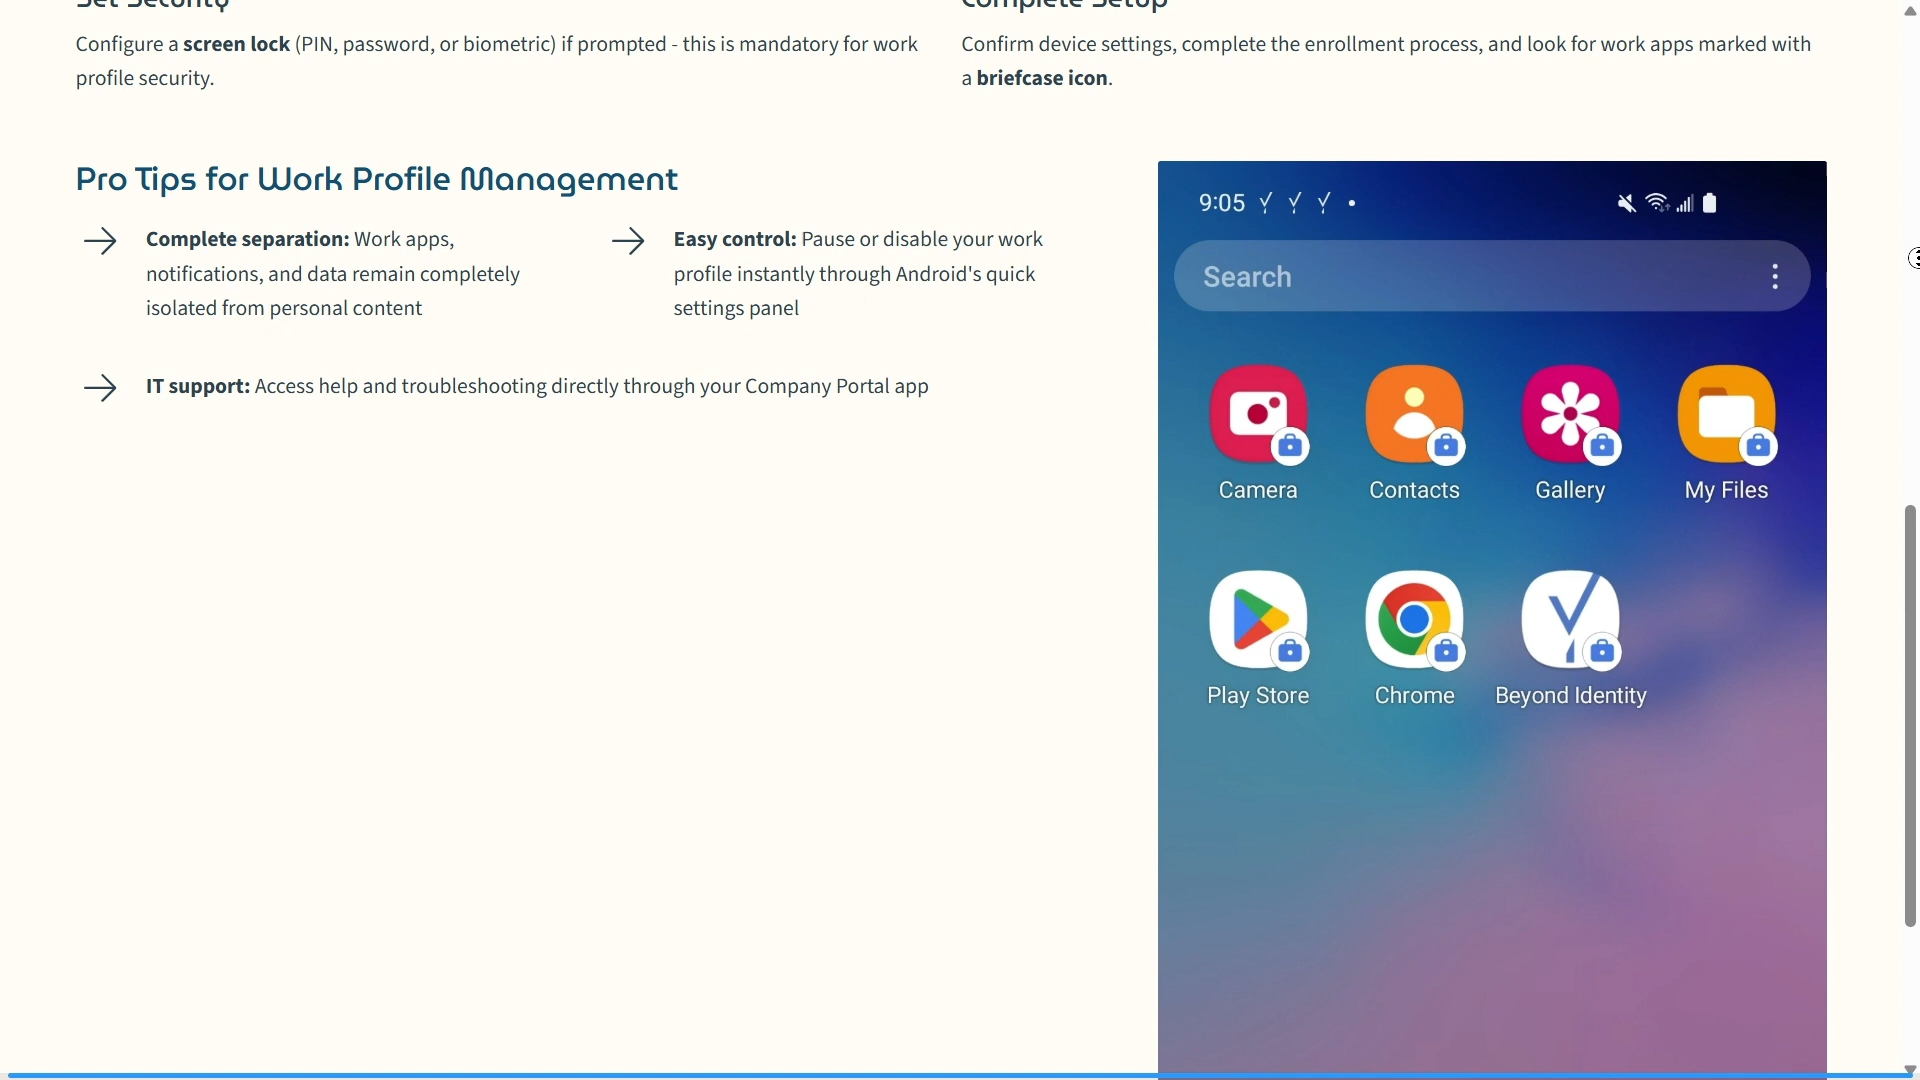 Set Security
Configure a screen lock (PIN, password, or biometric) if prompted - this is mandatory for work
profile security.
Complete Setup
Confirm device settings, complete the enrollment process, and look for work apps marked with
a briefcase icon.
Pro Tips for Work Profile Management
Complete separation: Work apps,
notifications, and data remain completely
isolated from personal content
Easy control: Pause or disable your work
profile instantly through Android's quick
settings panel
IT support: Access help and troubleshooting directly through your Company Portal app
9:05
Search
Camera
Contacts
Gallery
My Files
Play Store
Chrome
Beyond Identity